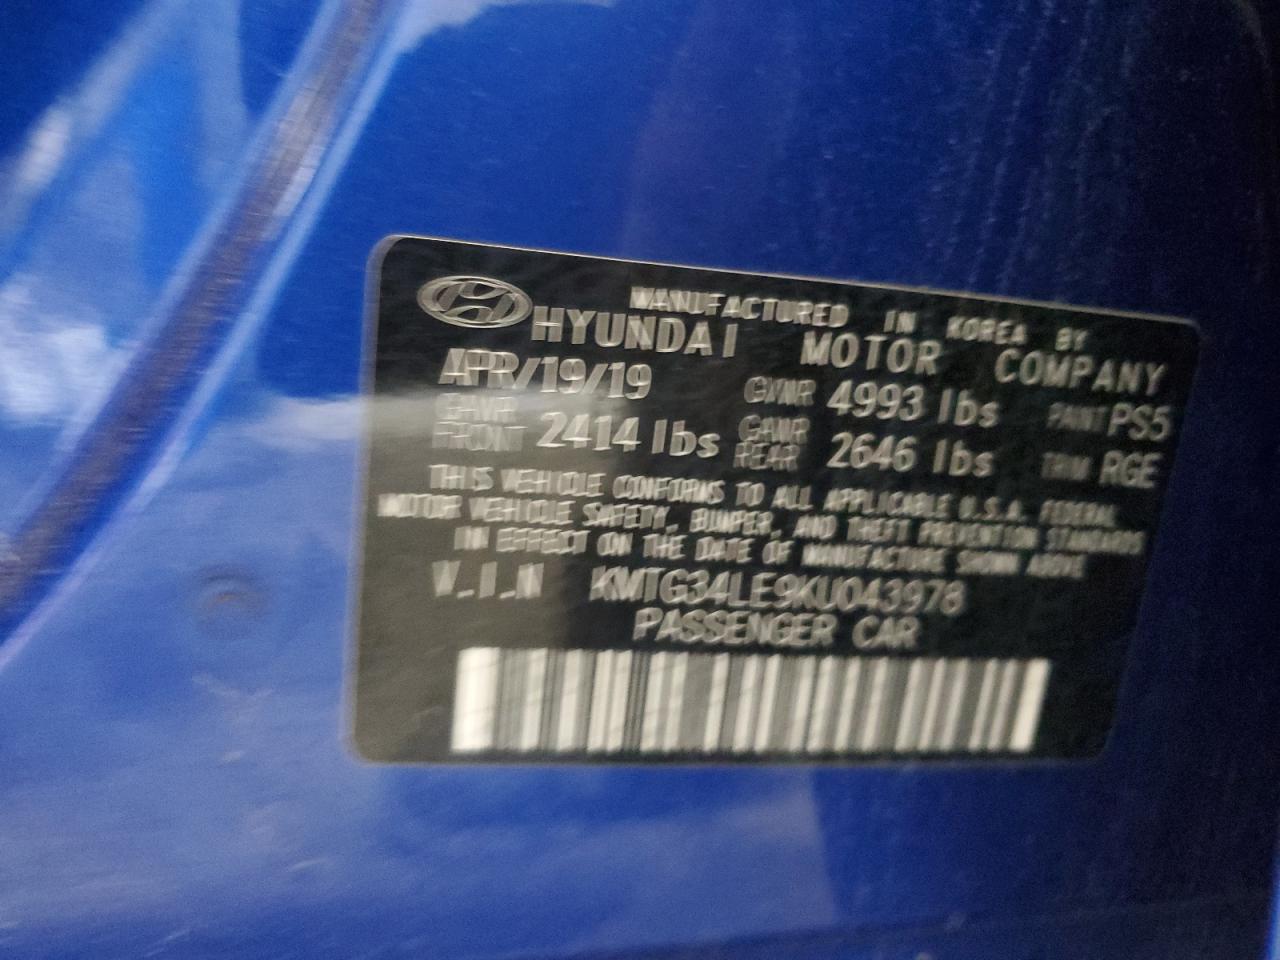 MANUFACTURED IN KOREA BY
HYUNDAI MOTOR COMPANY
APR/19/19 GVWR 4993 lbs PAINT PS5
GAWR FRONT 2414 lbs GAWR REAR 2646 lbs TRIM RGE
THIS VEHICLE CONFORMS TO ALL APPLICABLE U.S.A. FEDERAL
MOTOR VEHICLE SAFETY, BUMPER, AND THEFT PREVENTION STANDARDS
IN EFFECT ON THE DATE OF MANUFACTURE SHOWN ABOVE
V.I.N KMTG34LE9KU043978
PASSENGER CAR